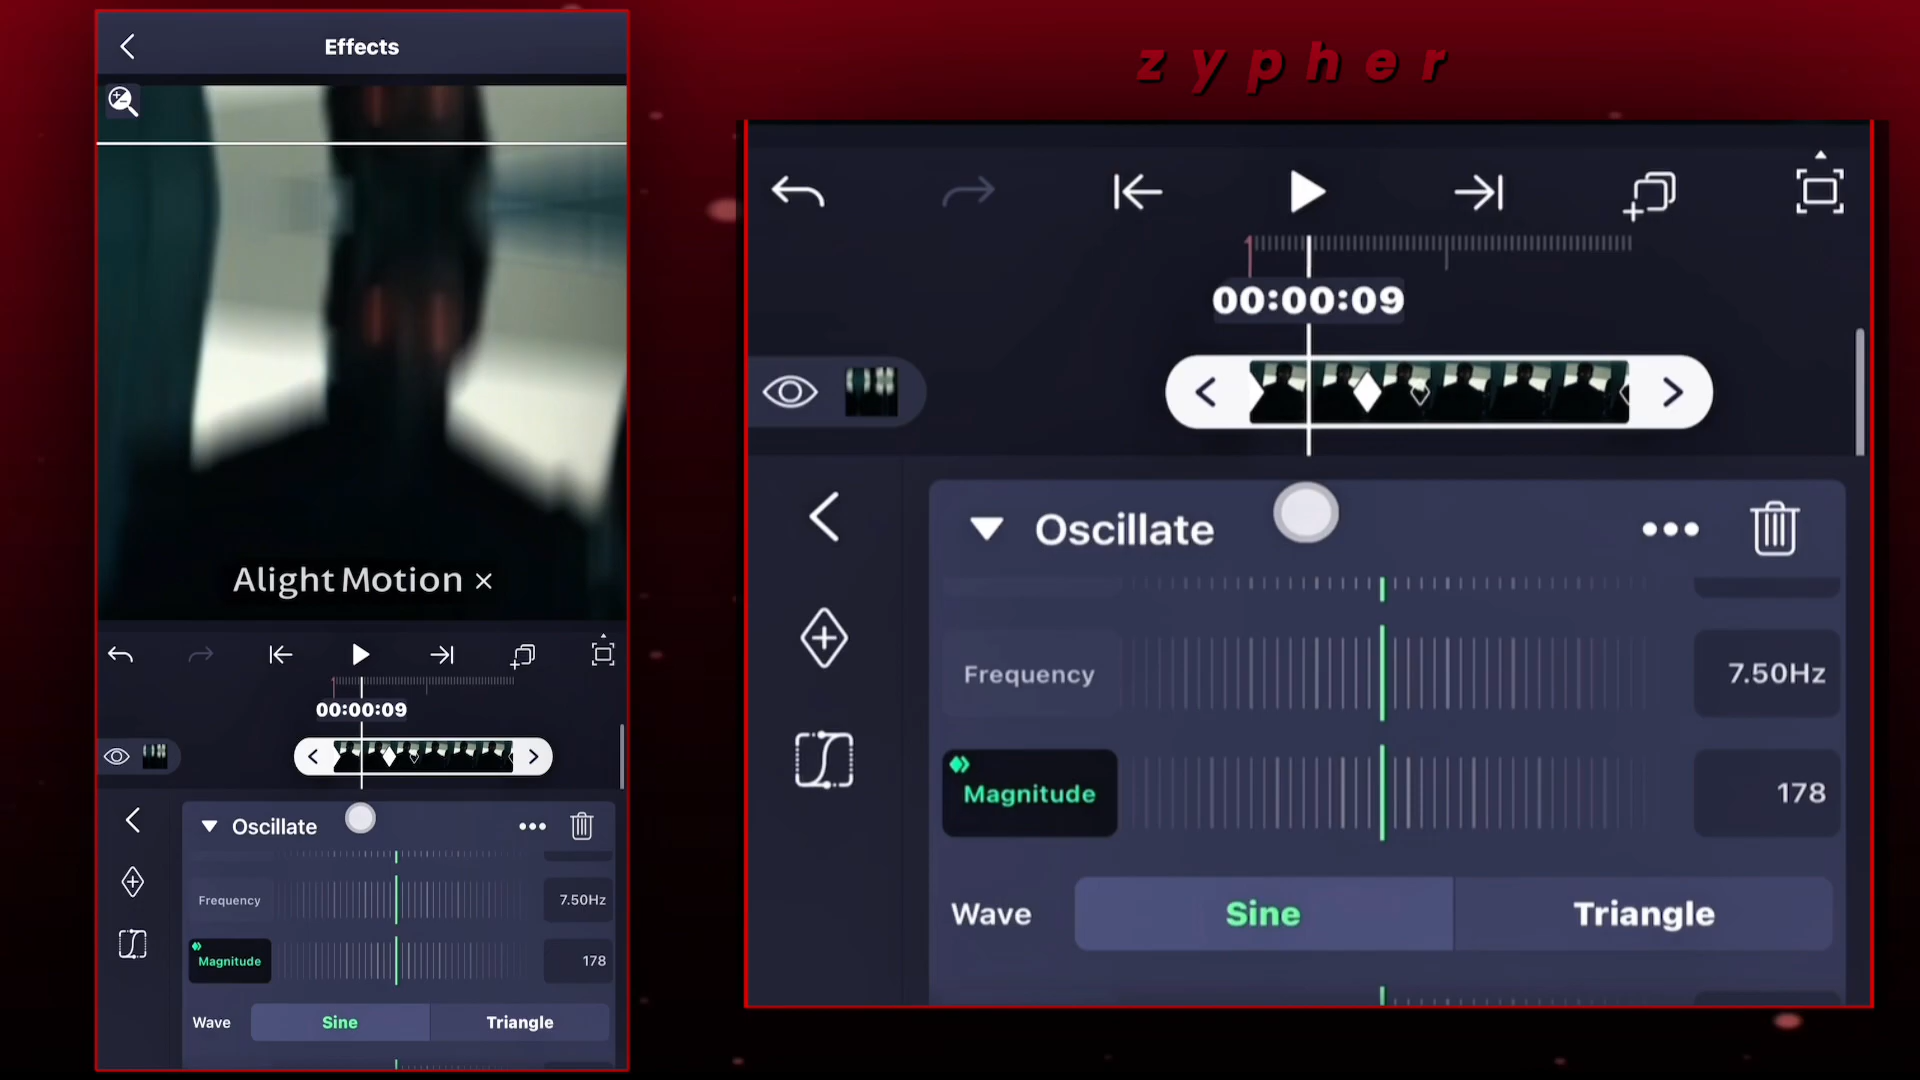 Effects
Alight Motion ×
00:00:09
Oscillate
Frequency
7.50Hz
Magnitude
178
Wave
Sine
Triangle
zypher
00:00:09
Oscillate
Frequency
7.50Hz
Magnitude
178
Wave
Sine
Triangle